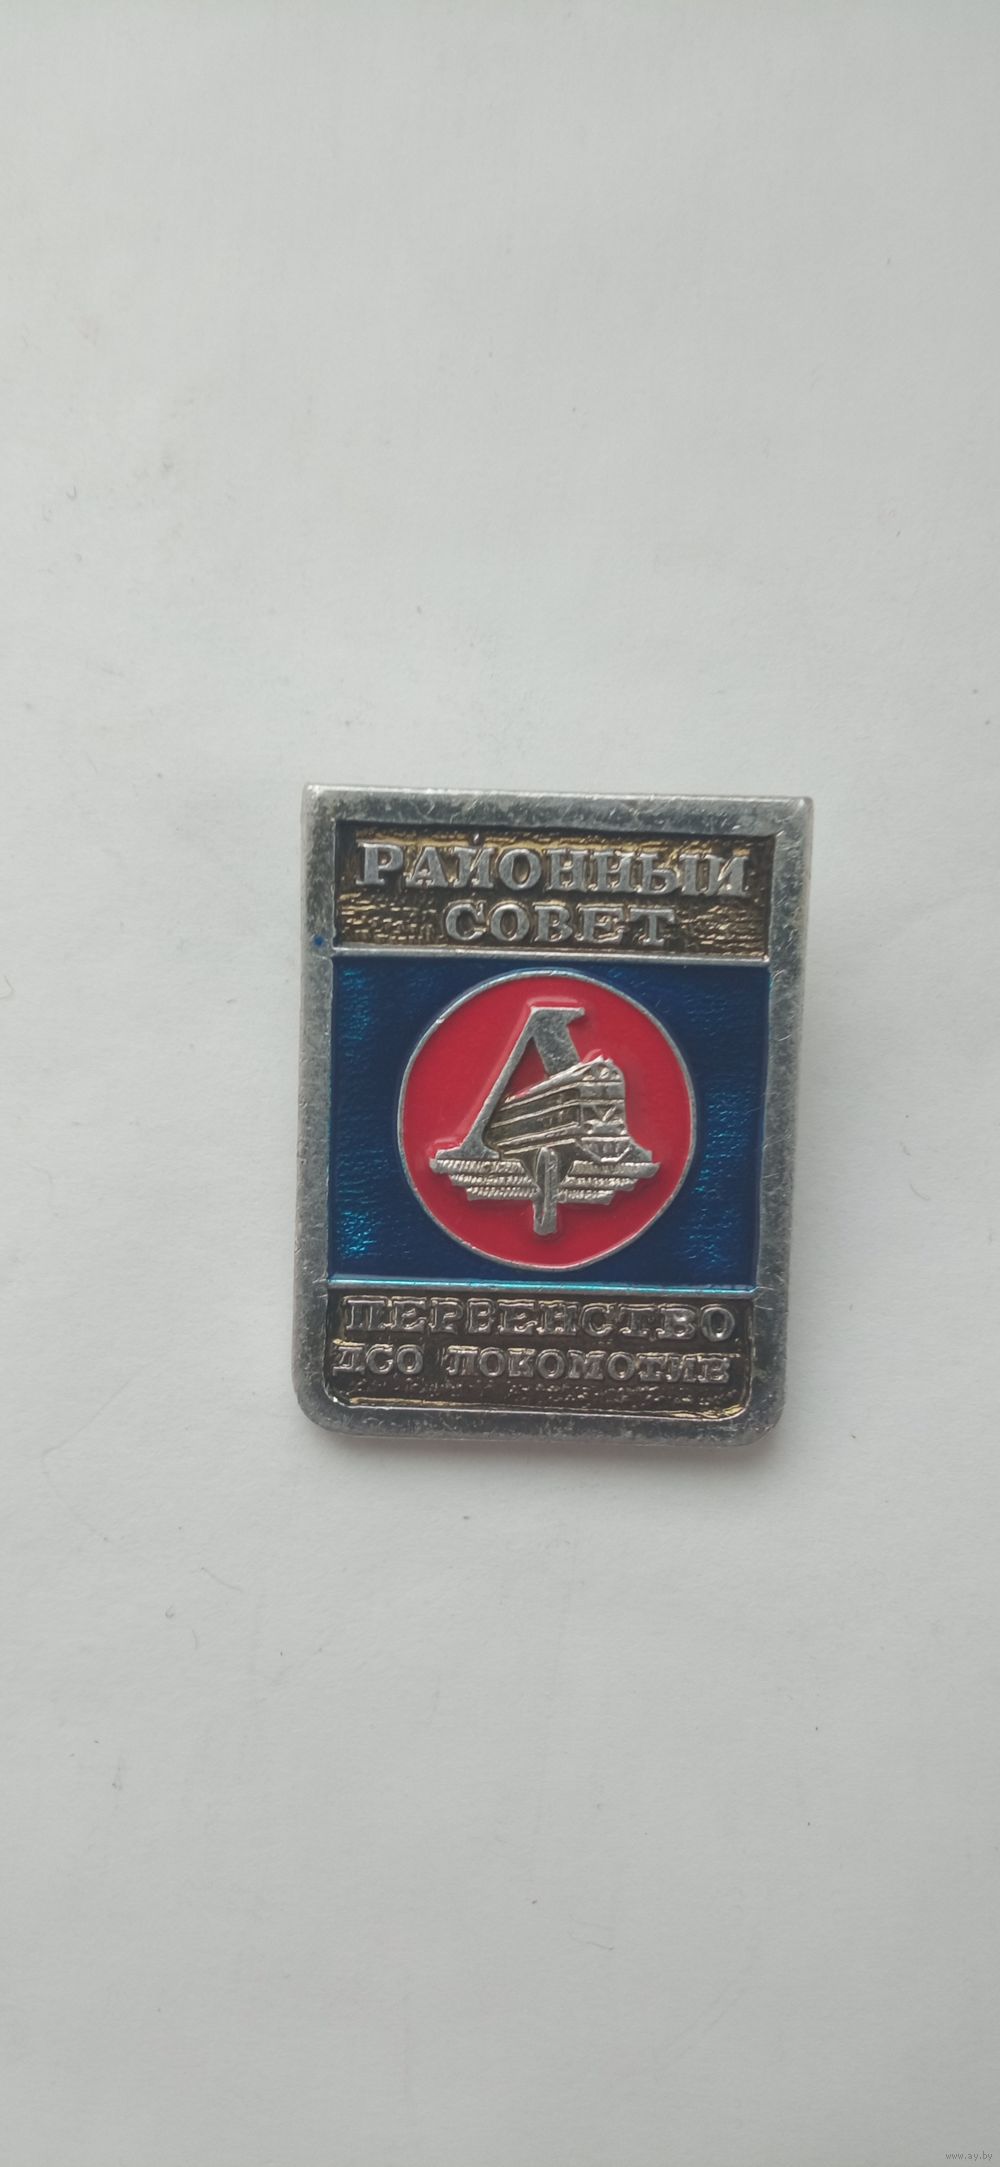 РАЙОННЫЙ
СОВЕТ
Л
ПЕРВЕНСТВО
ДСО ЛОКОМОТИВ
www.ay.by